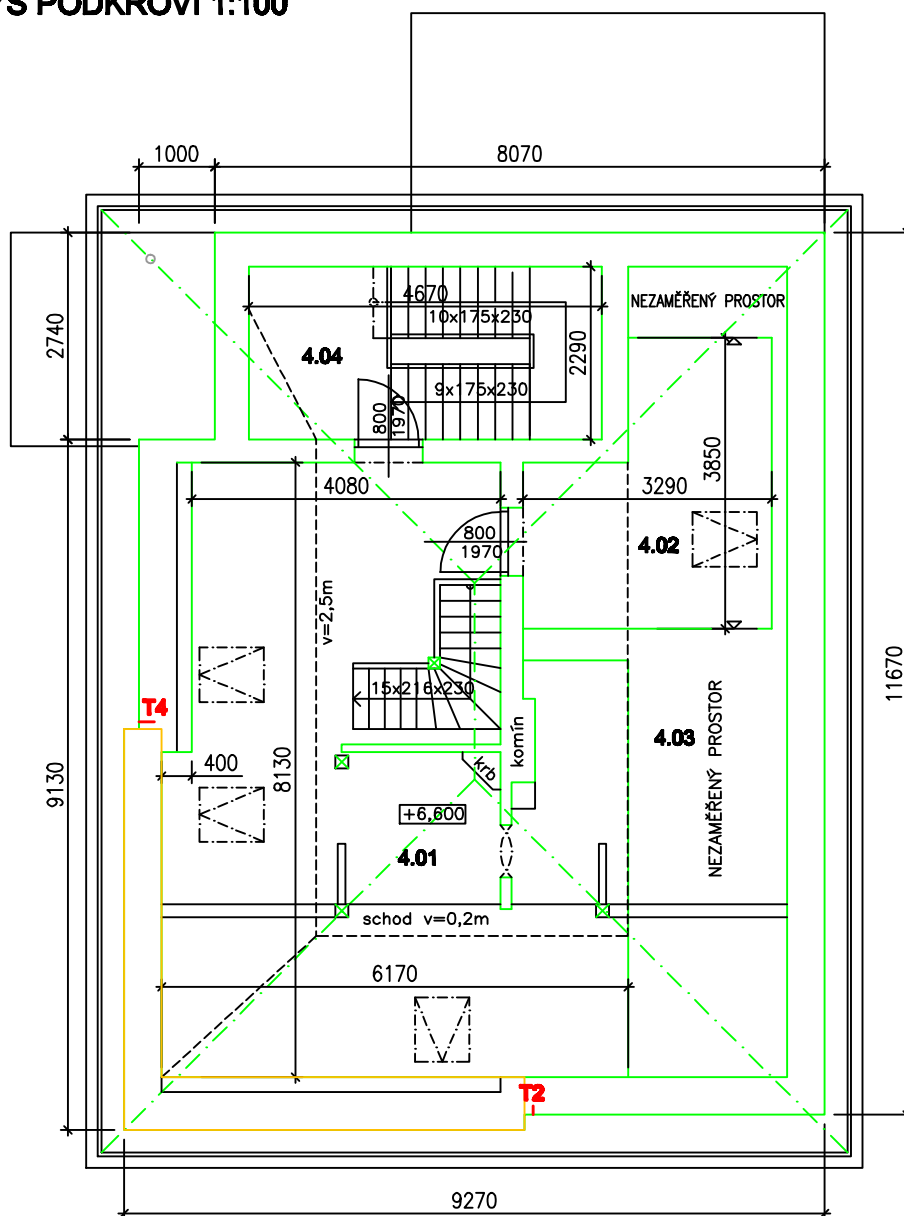 S PODKROVÍ 1:100
1000
8070
4670
NEZAMĚŘENÝ PROSTOR
10x175x230
2740
4.04
2290
9x175x230
800
1970
3850
4080
3290
800
1970
4.02
v=2,5m
15x216x230
11670
T4
komín
4.03
NEZAMĚŘENÝ PROSTOR
400
8130
krb
9130
+6,600
4.01
schod v=0,2m
6170
T2
9270